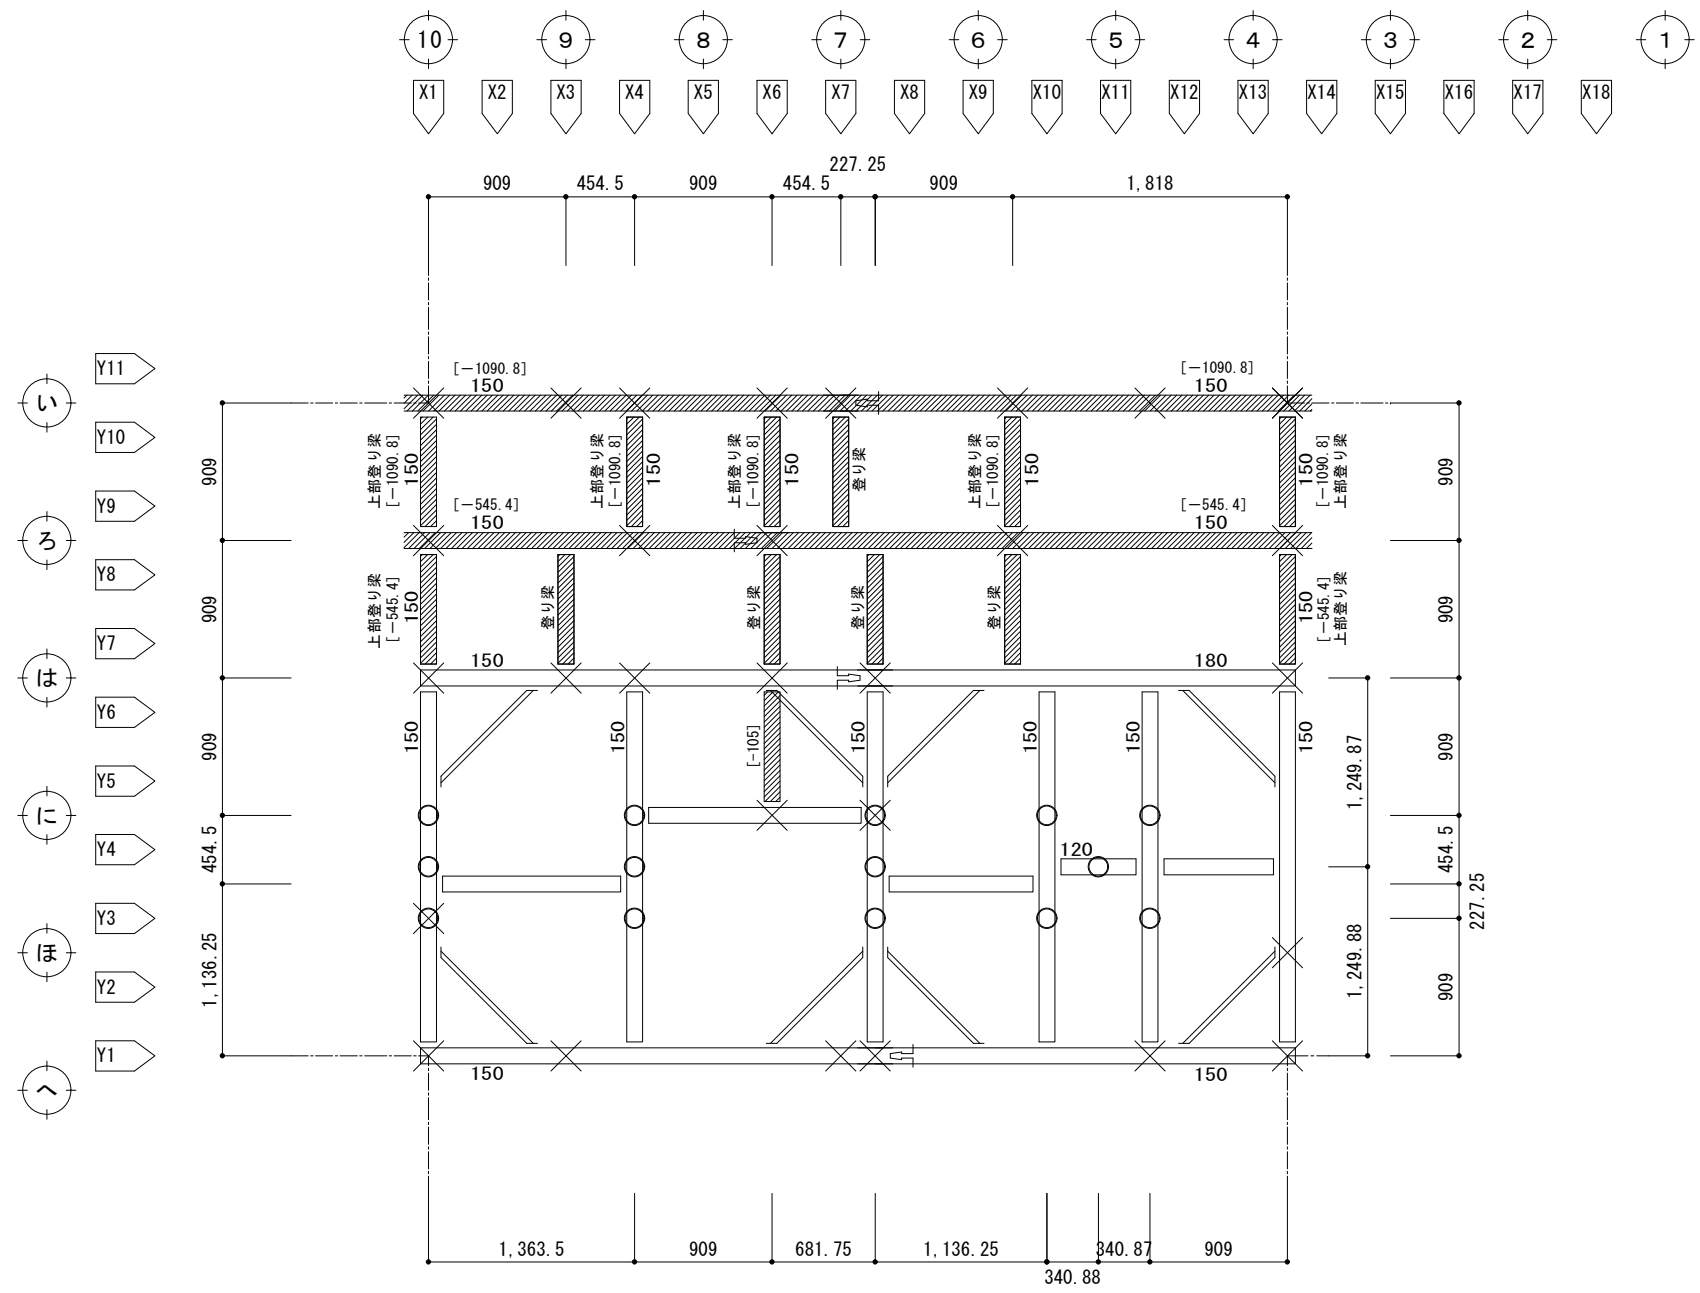 10 9 8 7 6 5 4 3 2 1
X1 X2 X3 X4 X5 X6 X7 X8 X9 X10 X11 X12 X13 X14 X15 X16 X17 X18
227.25
909 454.5 909 454.5 909 1,818
Y11
[－1090.8] [－1090.8]
150 150
い
Y10
上部登り梁 上部登り梁 上部登り梁 登り梁 上部登り梁 上部登り梁
[－1090.8] [－1090.8] [－1090.8] [－1090.8] [－1090.8]
150 150 150 150 150
909 909
Y9
[－545.4] [－545.4]
150 150
ろ
Y8
上部登り梁 登り梁 登り梁 登り梁 登り梁 上部登り梁
[－545.4] [－545.4]
150 150
909 909
Y7
150 180
は
Y6
150 150 [-105] 150 150 150 150
909 1,249.87 909
Y5
に
Y4
454.5 120 454.5
227.25
Y3
ほ
1,136.25 1,249.88 909
Y2
Y1
150 150
へ
1,363.5 909 681.75 1,136.25 340.87 909
340.88